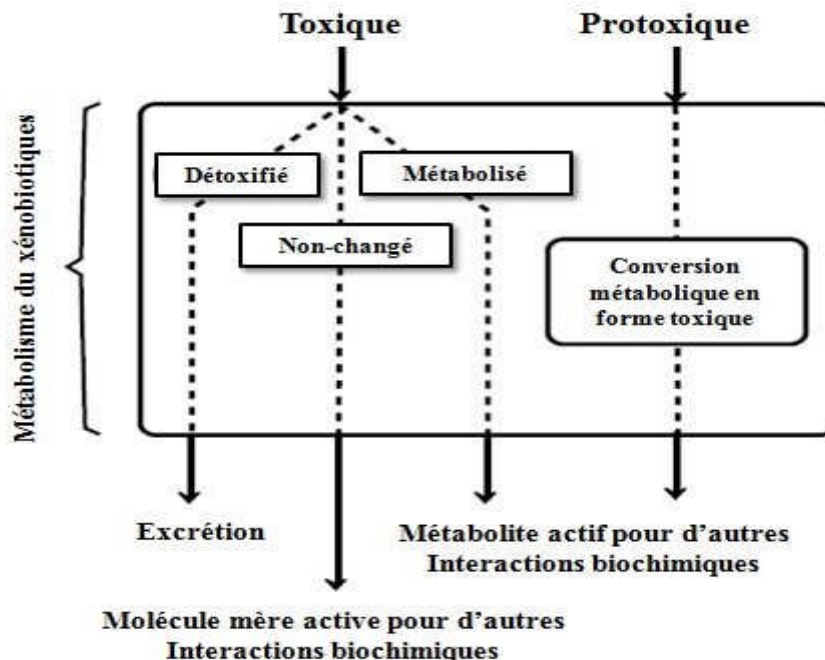 Toxique
Protoxique
Métabolisme du xénobiotiques
Détoxifié
Métabolisé
Non-changé
Conversion
métabolique en
forme toxique
Excrétion
Métabolite actif pour d'autres
Interactions biochimiques
Molécule mère active pour d'autres
Interactions biochimiques